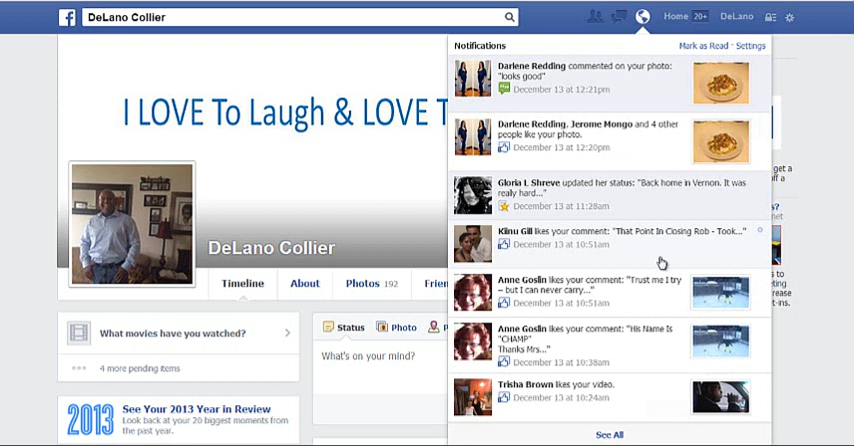 f
DeLano Collier
Home 20+ DeLano
Notifications
Mark as Read · Settings
Darlene Redding commented on your photo:
"looks good"
December 13 at 12:21pm
Darlene Redding, Jerome Mongo and 4 other
people like your photo.
December 13 at 12:20pm
Gloria L Shreve updated her status: "Back home in Vernon. It was
really hard..."
December 13 at 11:28am
Kiinu Gill likes your comment: "That Point In Closing Rob - Took..."
December 13 at 10:51am
Anne Goslin likes your comment: "Trust me I try
– but I can never carry..."
December 13 at 10:51am
Anne Goslin likes your comment: "His Name Is
"CHAMP"
Thanks Mrs..."
December 13 at 10:38am
Trisha Brown likes your video.
December 13 at 10:24am
See All
I LOVE To Laugh & LOVE T
DeLano Collier
Timeline About Photos 192 Frien
What movies have you watched?
4 more pending items
2013
See Your 2013 Year in Review
Look back at your 20 biggest moments from
the past year.
Status Photo P
What's on your mind?
get a
off a
s?
net
s to
eting
rease
t-ins.